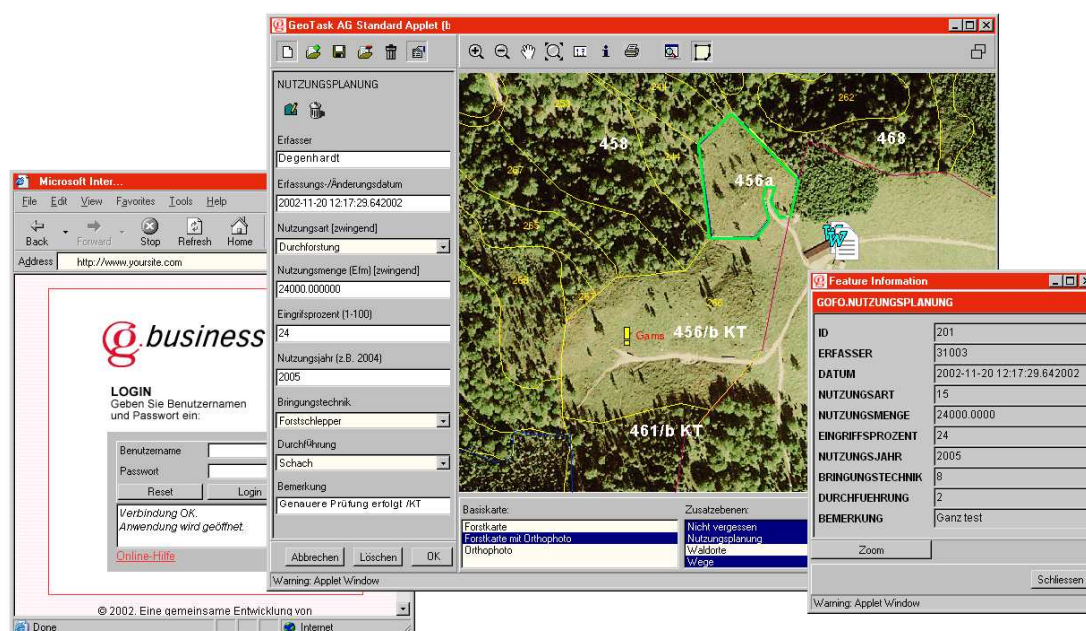 Microsoft Inter...
File Edit View Favorites Tools Help
Back Forward Stop Refresh Home
Address http://www.yoursite.com
g.business
LOGIN
Geben Sie Benutzernamen
und Passwort ein:
Benutzername
Passwort
Reset Login
Verbindung OK.
Anwendung wird geöffnet.
Online-Hilfe
© 2002. Eine gemeinsame Entwicklung von
Done Internet
GeoTask AG Standard Applet (b
NUTZUNGSPLANUNG
Erfasser
Degenhardt
Erfassungs-/Änderungsdatum
2002-11-20 12:17:29.642002
Nutzungsart [zwingend]
Durchforstung
Nutzungsmenge (Efm) [zwingend]
24000.000000
Eingrifsprozent (1-100)
24
Nutzungsjahr (z.B. 2004)
2005
Bringungstechnik
Forstschlepper
Durchführung
Schach
Bemerkung
Genauere Prüfung erfolgt /KT
Abbrechen Löschen OK
Warning: Applet Window
262
458
468
267
456a
265
268
456/b KT
Gams
461/b KT
Basiskarte:
Forstkarte
Forstkarte mit Orthophoto
Orthophoto
Zusatzebenen:
Nicht vergessen
Nutzungsplanung
Waldorte
Wege
Feature Information
GOFO.NUTZUNGSPLANUNG
ID 201
ERFASSER 31003
DATUM 2002-11-20 12:17:29.642002
NUTZUNGSART 15
NUTZUNGSMENGE 24000.0000
EINGRIFFSPROZENT 24
NUTZUNGSJAHR 2005
BRINGUNGSTECHNIK 8
DURCHFUEHRUNG 2
BEMERKUNG Ganz test
Zoom
Schliessen
Warning: Applet Window